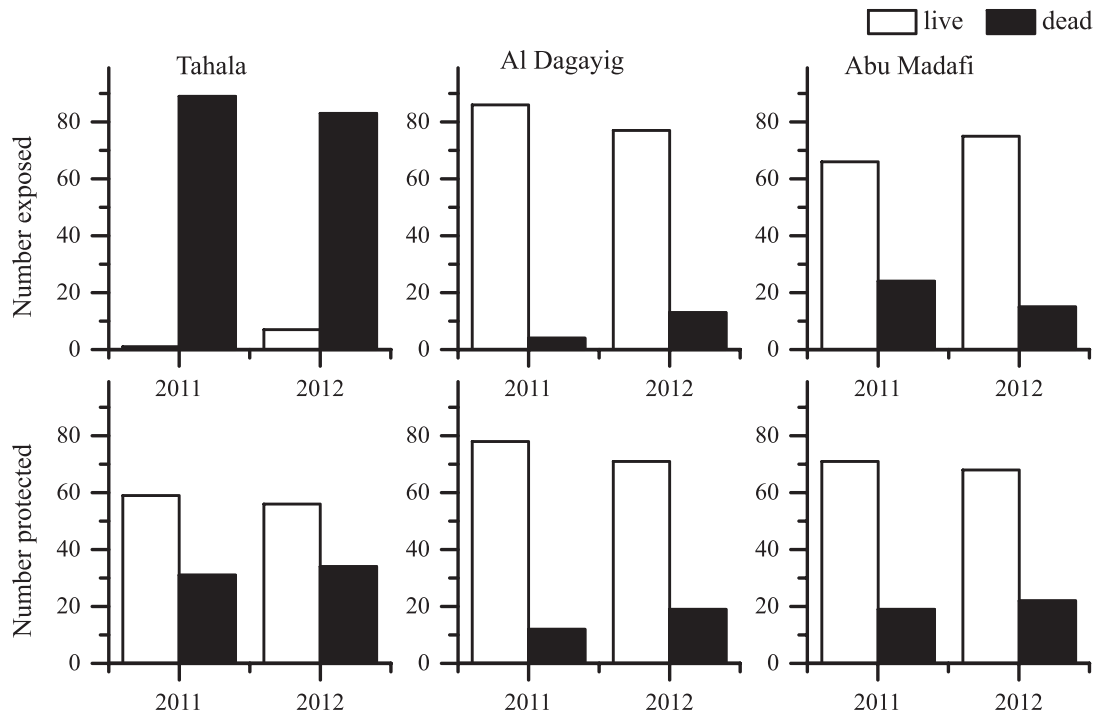 live dead
Tahala Al Dagayig Abu Madafi
Number exposed
80 80 80
60 60 60
40 40 40
20 20 20
0 0 0
2011 2012 2011 2012 2011 2012
Number protected
80 80 80
60 60 60
40 40 40
20 20 20
0 0 0
2011 2012 2011 2012 2011 2012